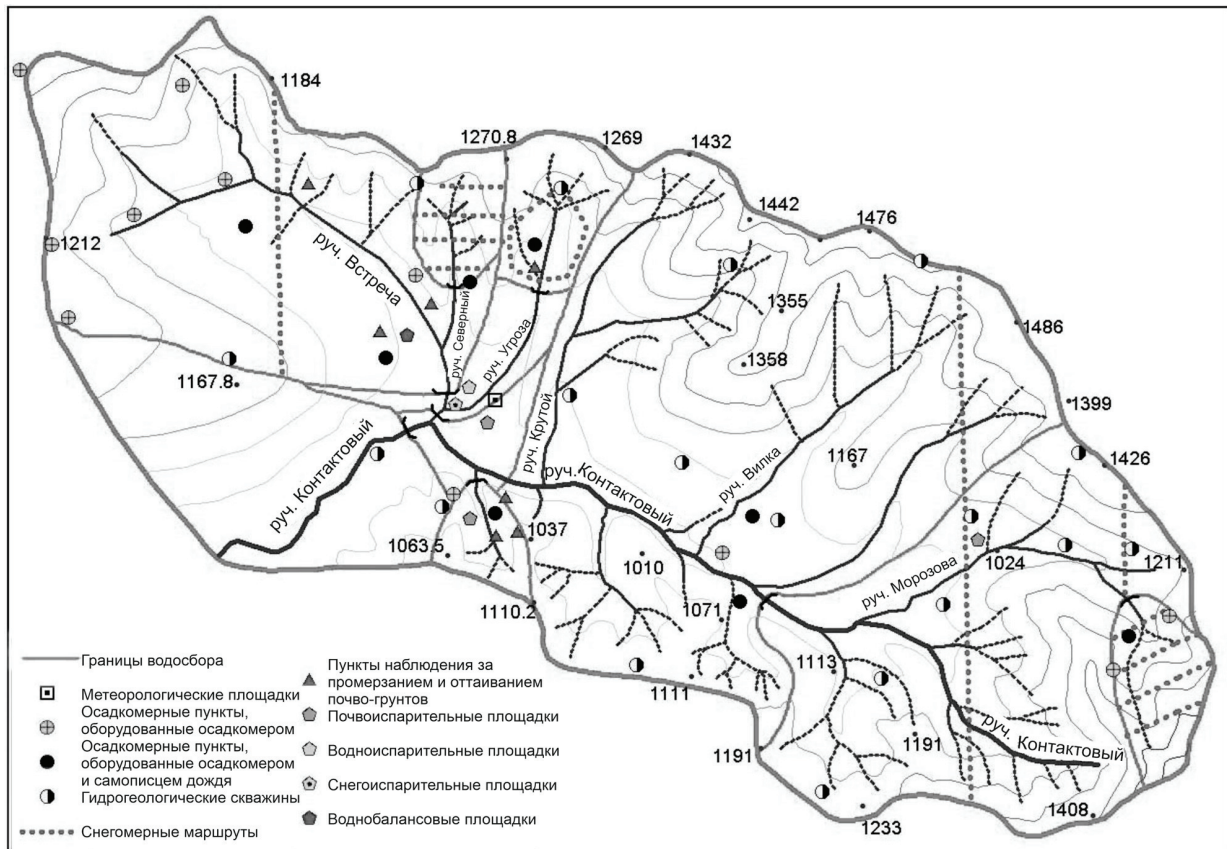 1184
1270.8
1269
1432
1442
1476
1212
руч. Встреча
руч. Северный
руч. Угроза
1355
1486
1358
1167.8
1399
руч. Крутой
руч. Контактовый
руч. Контактовый
руч. Вилка
1167
1426
1037
1063.5
1010
1024
1211
руч. Морозова
1110.2
1071
1113
1111
1191
1191
руч. Контактовый
1408
1233
Границы водосбора
Метеорологические площадки
Осадкомерные пункты,
оборудованные осадкомером
Осадкомерные пункты,
оборудованные осадкомером
и самописцем дождя
Гидрогеологические скважины
Снегомерные маршруты
Пункты наблюдения за
промерзанием и оттаиванием
почво-грунтов
Почвоиспарительные площадки
Водноиспарительные площадки
Снегоиспарительные площадки
Воднобалансовые площадки